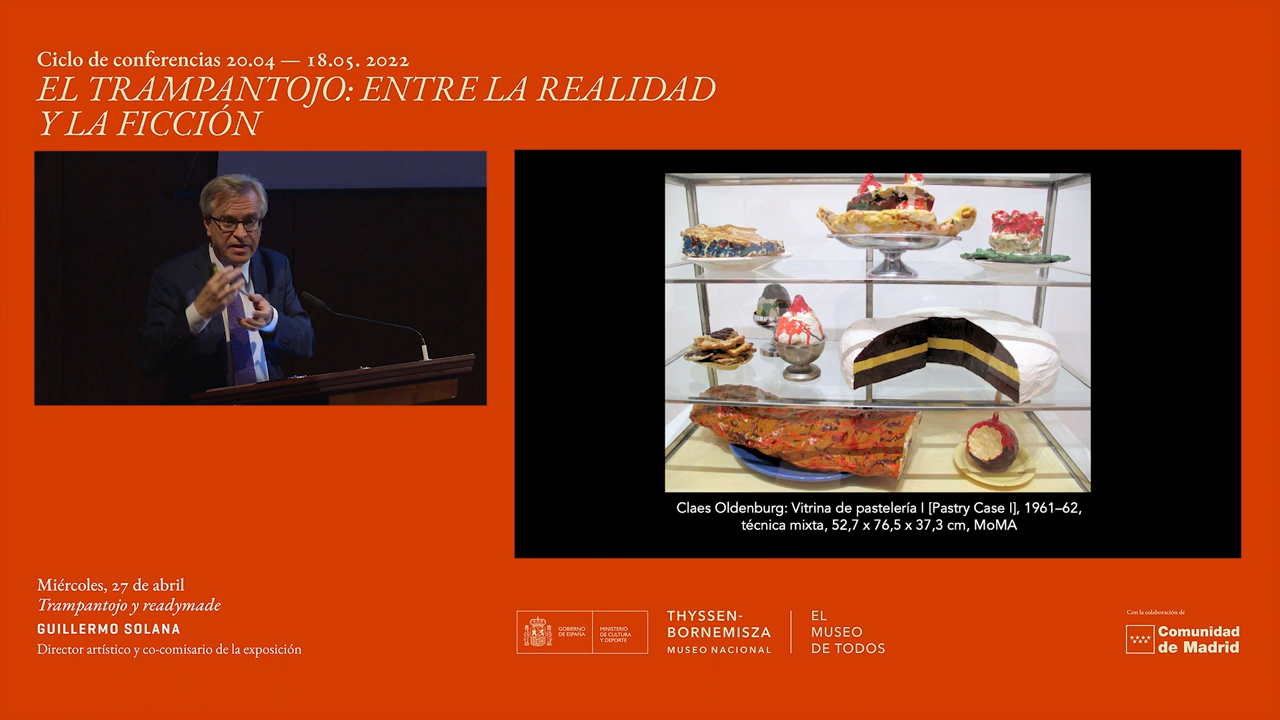 Ciclo de conferencias 20.04 — 18.05. 2022
EL TRAMPANTOJO: ENTRE LA REALIDAD
Y LA FICCIÓN
Claes Oldenburg: Vitrina de pastelería I [Pastry Case I], 1961–62,
técnica mixta, 52,7 x 76,5 x 37,3 cm, MoMA
Miércoles, 27 de abril
Trampantojo y readymade
GUILLERMO SOLANA
Director artístico y co-comisario de la exposición
GOBIERNO
DE ESPAÑA
MINISTERIO
DE CULTURA
Y DEPORTE
THYSSEN-
BORNEMISZA
MUSEO NACIONAL
EL
MUSEO
DE TODOS
Con la colaboración de
Comunidad
de Madrid